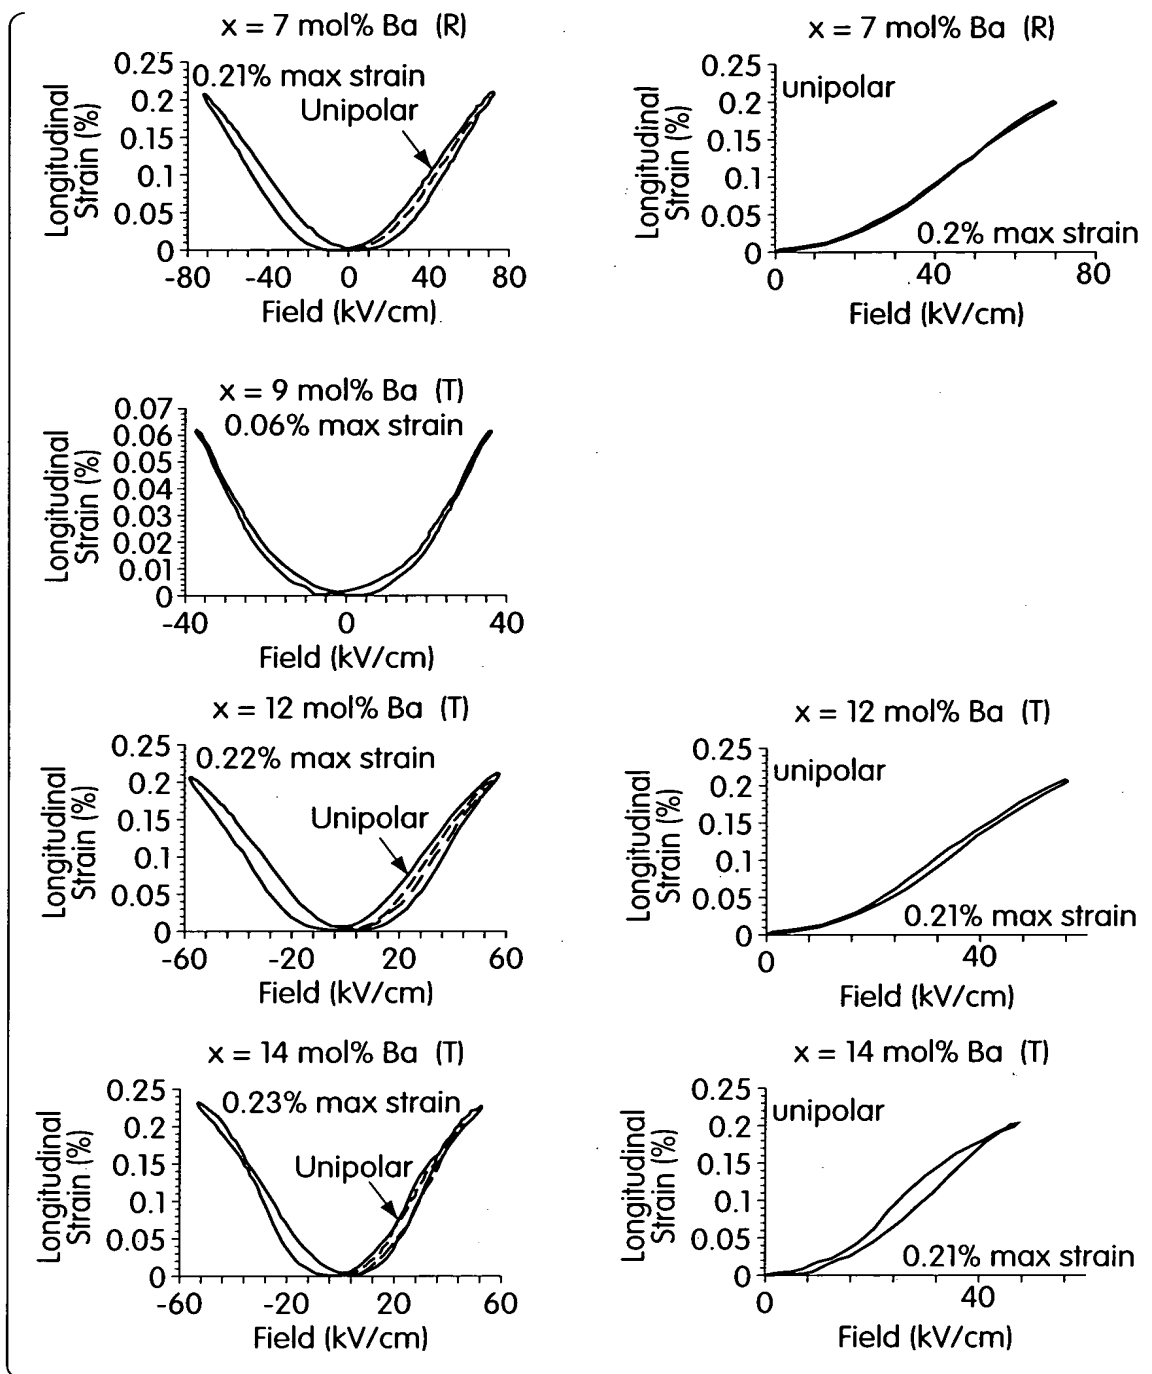 x = 7 mol% Ba (R)
0.21% max strain
Unipolar
Longitudinal
Strain (%)
0.25
0.2
0.15
0.1
0.05
0
-80 -40 0 40 80
Field (kV/cm)
x = 7 mol% Ba (R)
unipolar
Longitudinal
Strain (%)
0.25
0.2
0.15
0.1
0.05
0
0.2% max strain
0 40 80
Field (kV/cm)
x = 9 mol% Ba (T)
0.06% max strain
Longitudinal
Strain (%)
0.07
0.06
0.05
0.04
0.03
0.02
0.01
0
-40 0 40
Field (kV/cm)
x = 12 mol% Ba (T)
0.22% max strain
Unipolar
Longitudinal
Strain (%)
0.25
0.2
0.15
0.1
0.05
0
-60 -20 20 60
Field (kV/cm)
x = 12 mol% Ba (T)
unipolar
Longitudinal
Strain (%)
0.25
0.2
0.15
0.1
0.05
0
0.21% max strain
0 40
Field (kV/cm)
x = 14 mol% Ba (T)
0.23% max strain
Unipolar
Longitudinal
Strain (%)
0.25
0.2
0.15
0.1
0.05
0
-60 -20 20 60
Field (kV/cm)
x = 14 mol% Ba (T)
unipolar
Longitudinal
Strain (%)
0.25
0.2
0.15
0.1
0.05
0
0.21% max strain
0 40
Field (kV/cm)